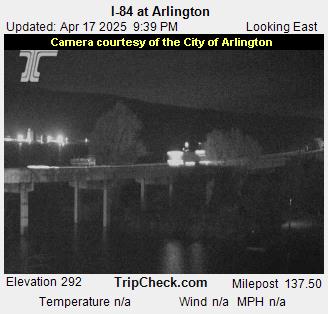 I-84 at Arlington
Updated: Apr 17 2025 9:39 PM Looking East
Camera courtesy of the City of Arlington
Elevation 292 TripCheck.com Milepost 137.50
Temperature n/a Wind n/a MPH n/a